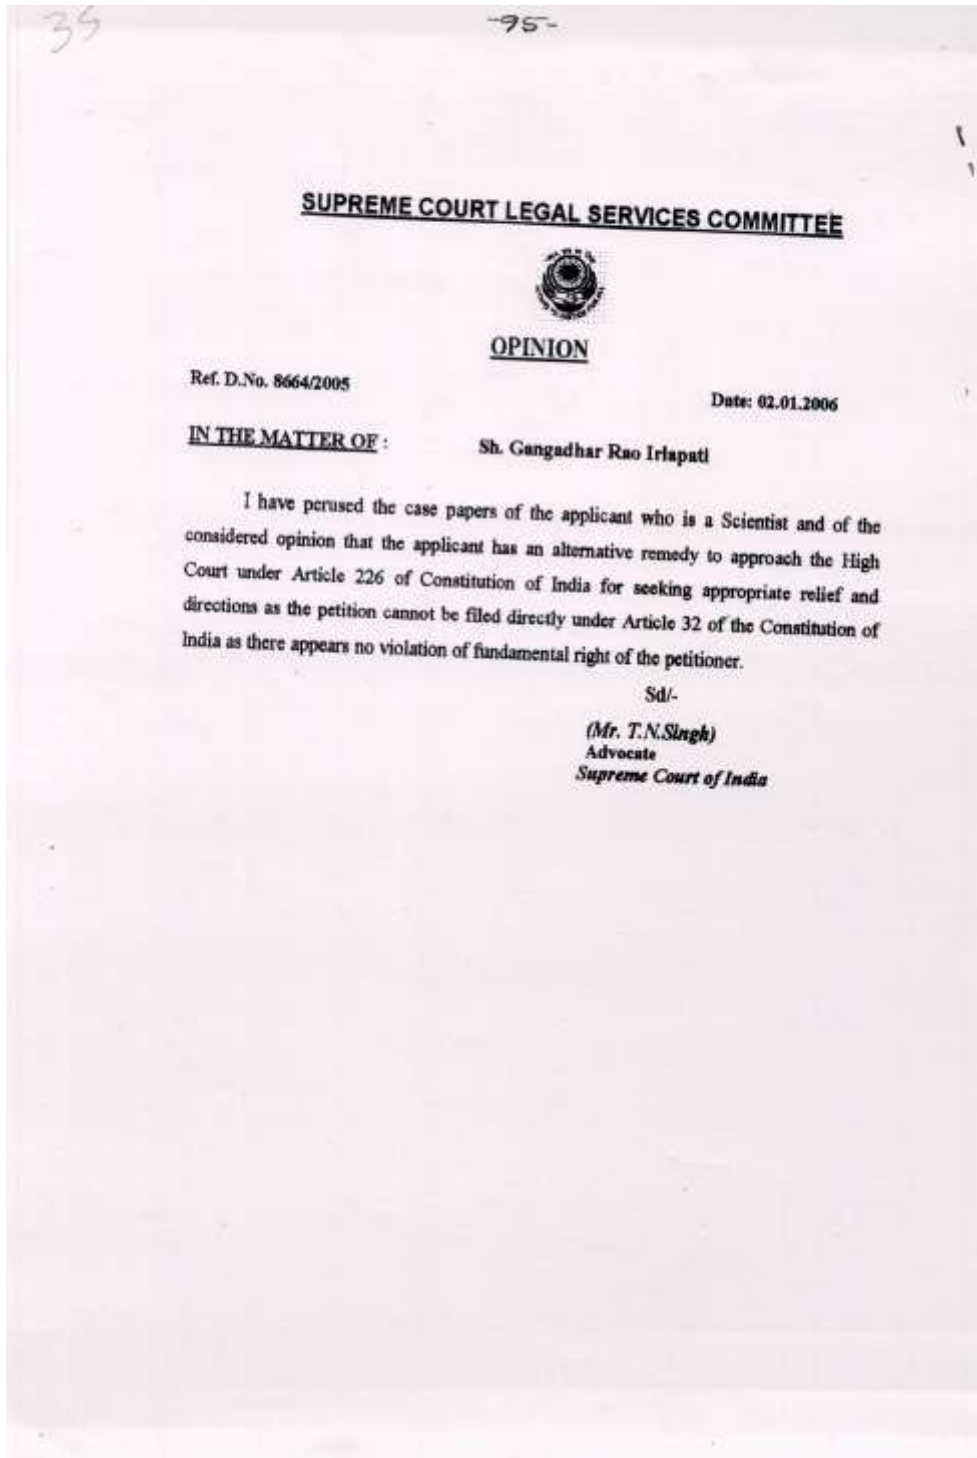 35
-95-
SUPREME COURT LEGAL SERVICES COMMITTEE
OPINION
Ref. D.No. 8664/2005
Date: 02.01.2006
IN THE MATTER OF : Sh. Gangadhar Rao Irlapati
I have perused the case papers of the applicant who is a Scientist and of the
considered opinion that the applicant has an alternative remedy to approach the High
Court under Article 226 of Constitution of India for seeking appropriate relief and
directions as the petition cannot be filed directly under Article 32 of the Constitution of
India as there appears no violation of fundamental right of the petitioner.
Sd/-
(Mr. T.N.Singh)
Advocate
Supreme Court of India